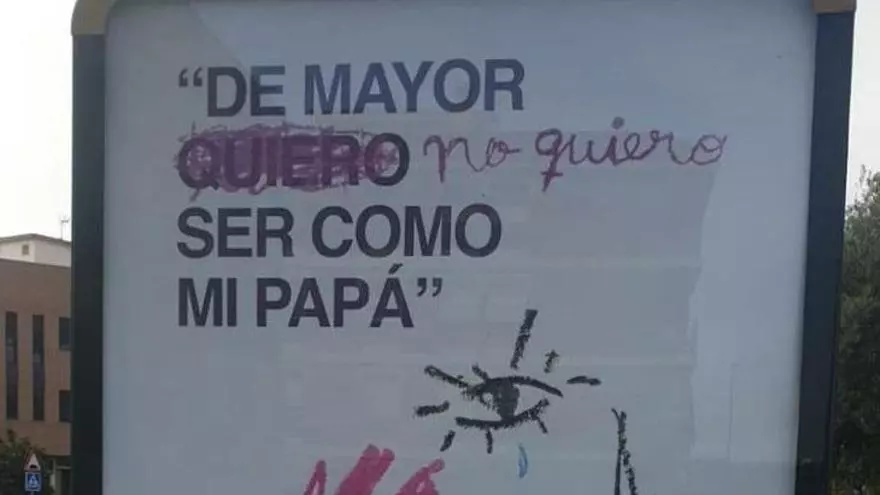 “DE MAYOR
QUIERO no quiero
SER COMO
MI PAPÁ”